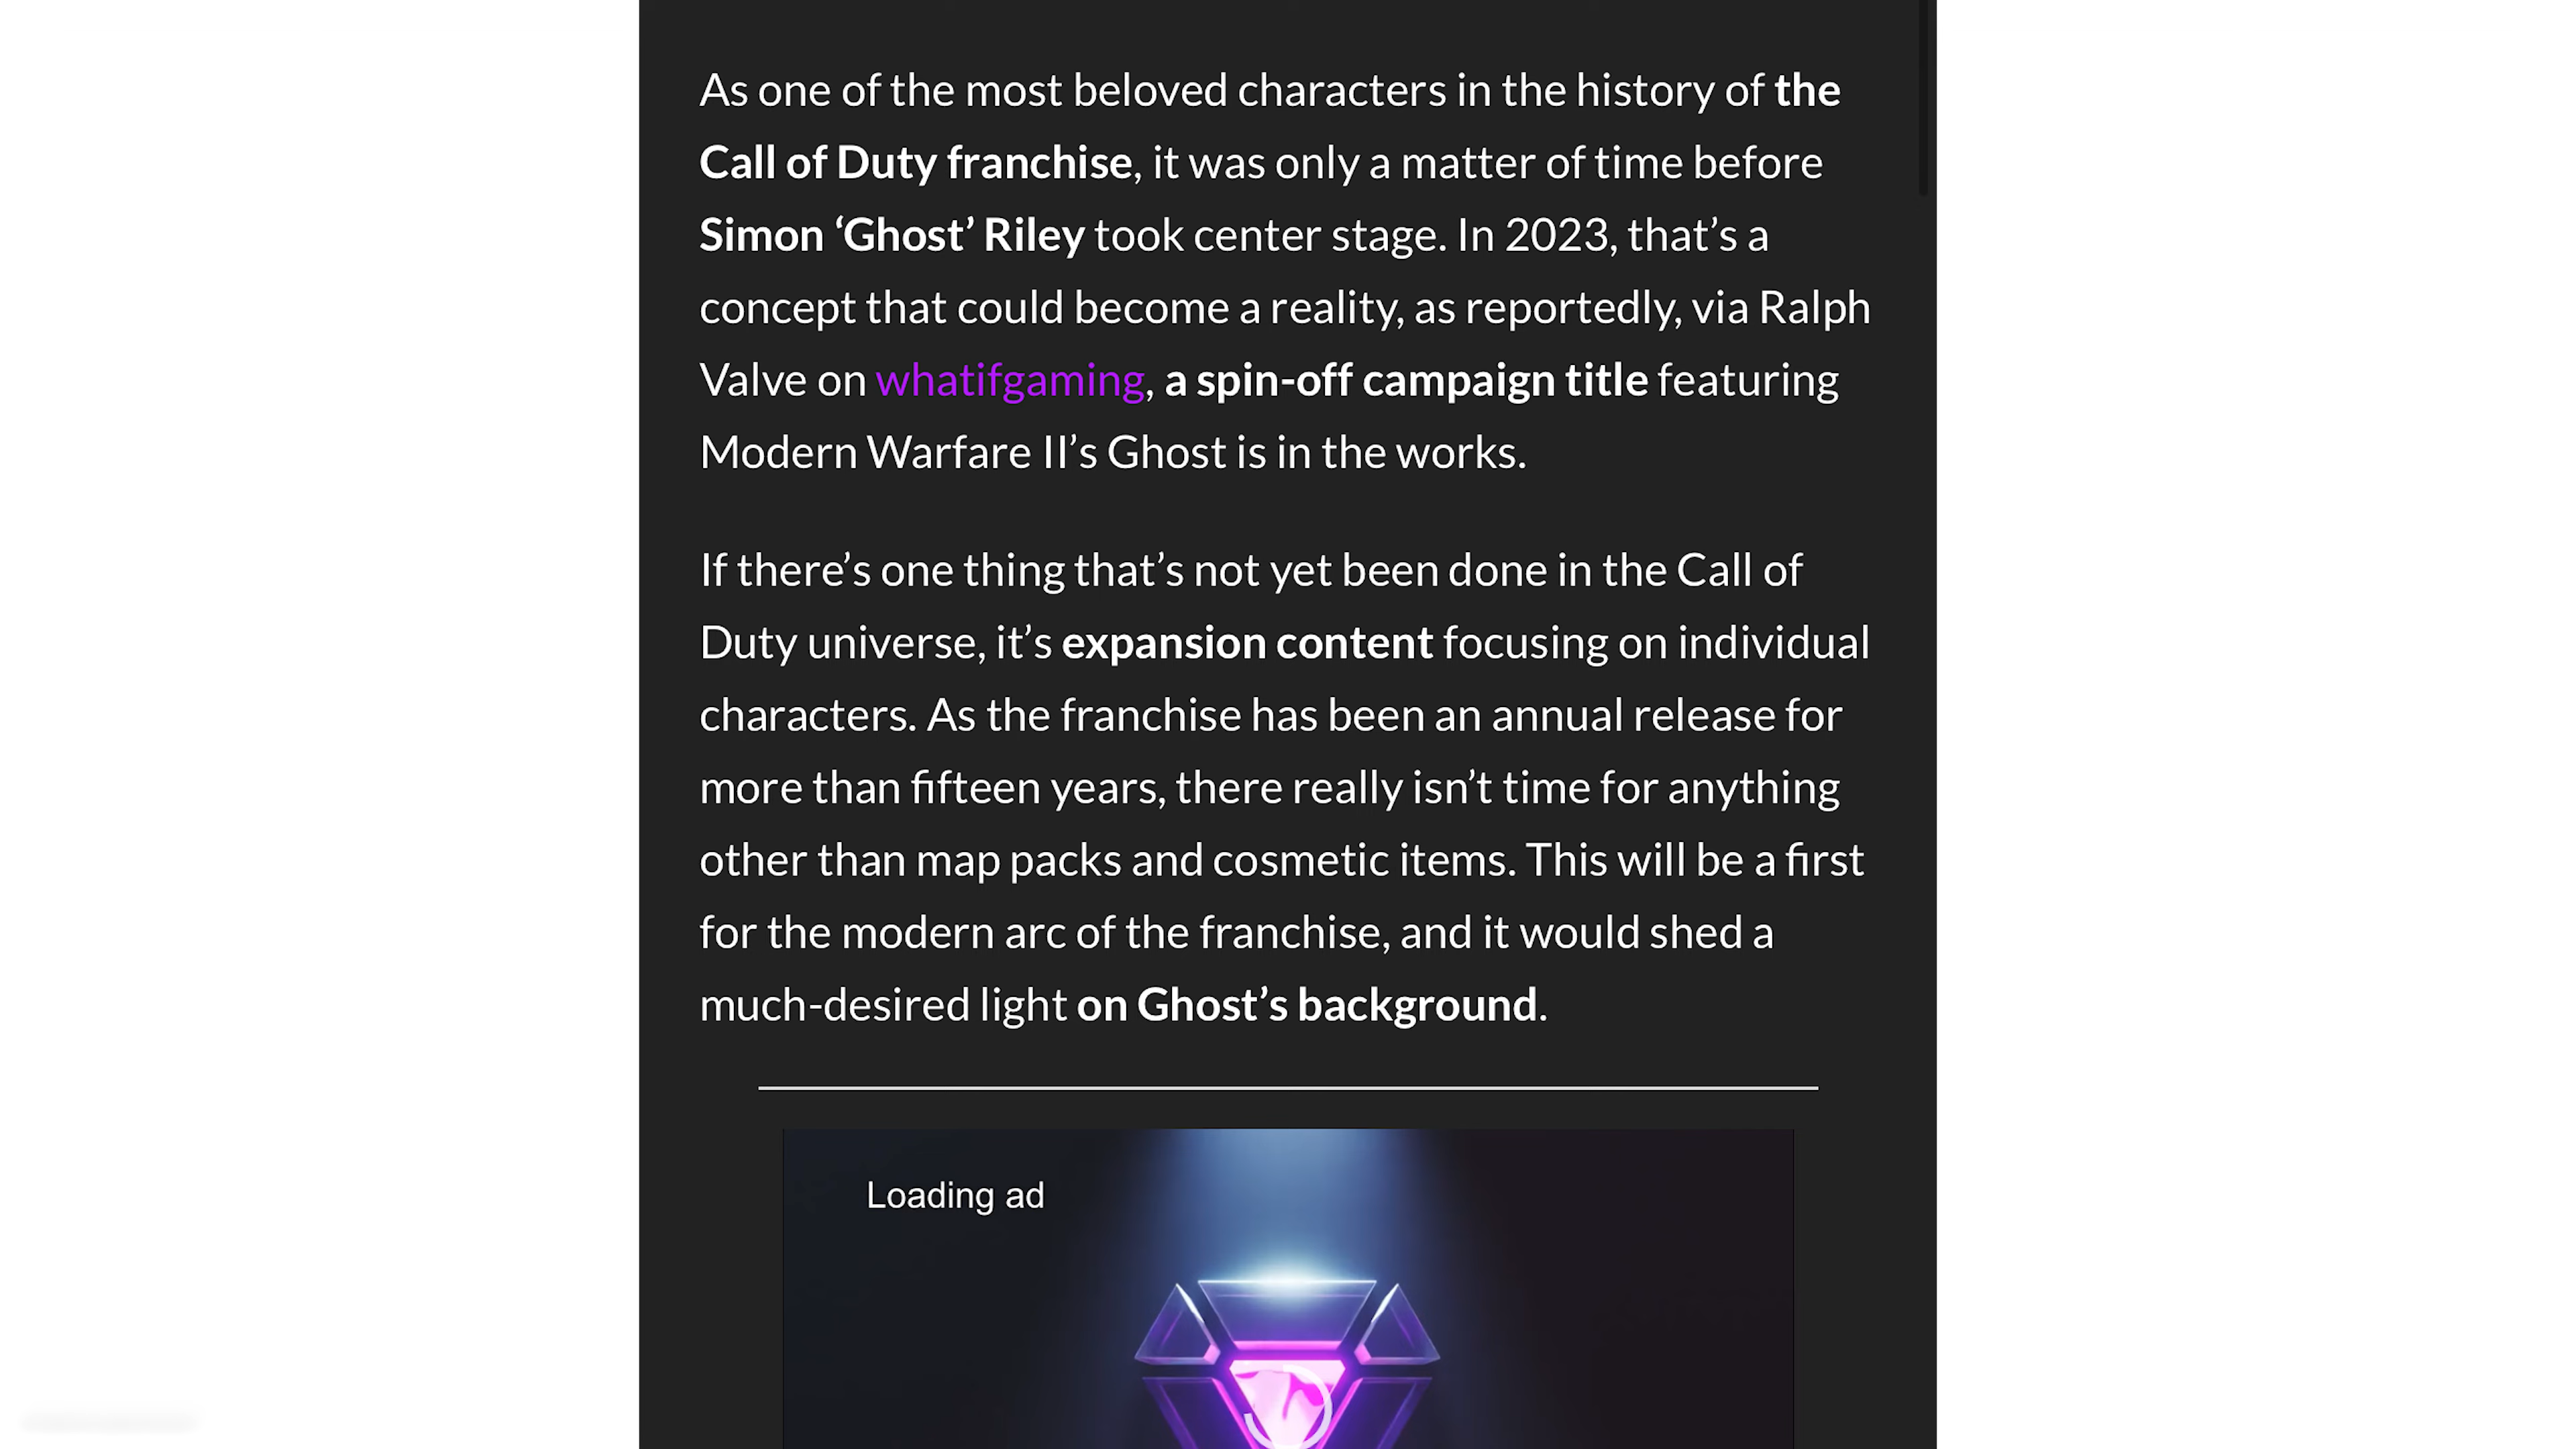 As one of the most beloved characters in the history of the
Call of Duty franchise, it was only a matter of time before
Simon ‘Ghost’ Riley took center stage. In 2023, that’s a
concept that could become a reality, as reportedly, via Ralph
Valve on whatifgaming, a spin-off campaign title featuring
Modern Warfare II’s Ghost is in the works.
If there’s one thing that’s not yet been done in the Call of
Duty universe, it’s expansion content focusing on individual
characters. As the franchise has been an annual release for
more than fifteen years, there really isn’t time for anything
other than map packs and cosmetic items. This will be a first
for the modern arc of the franchise, and it would shed a
much-desired light on Ghost’s background.
Loading ad